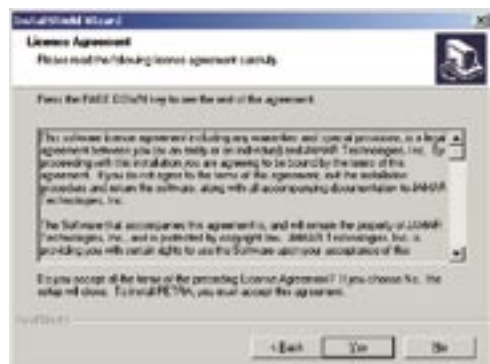 InstallShield Wizard
License Agreement
Please read the following license agreement carefully.
Press the PAGE DOWN key to see the rest of the agreement.
This software license agreement including any warranties and special provisions, is a legal
agreement between you (as an entity or an individual) and JAMAR Technologies, Inc. By
proceeding with this installation you are agreeing to be bound by the terms of this
agreement. If you do not agree to the terms of the agreement, exit the installation
procedure and return the software, along with all accompanying documentation to JAMAR
Technologies, Inc.
The Software that accompanies this agreement is, and will remain the property of JAMAR
Technologies, Inc., and is protected by copyright law. JAMAR Technologies, Inc. is
providing you with certain rights to use the Software upon your acceptance of this
Do you accept all the terms of the preceding License Agreement? If you choose No, the
setup will close. To install PETRA, you must accept this agreement.
InstallShield
< Back
Yes
No